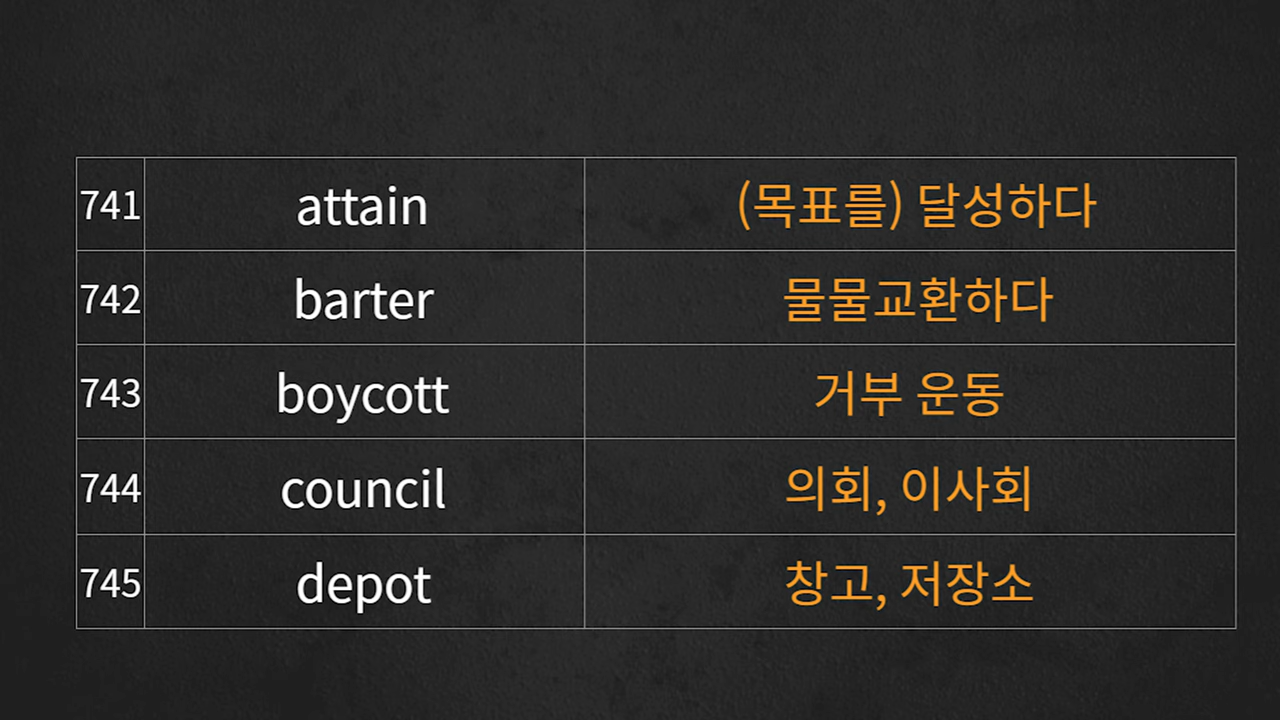 741 attain (목표를) 달성하다
742 barter 물물교환하다
743 boycott 거부 운동
744 council 의회, 이사회
745 depot 창고, 저장소